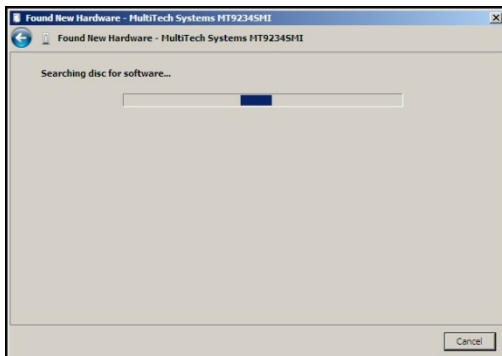 Found New Hardware - MultiTech Systems MT9234SMI
Found New Hardware - MultiTech Systems MT9234SMI
Searching disc for software...
Cancel